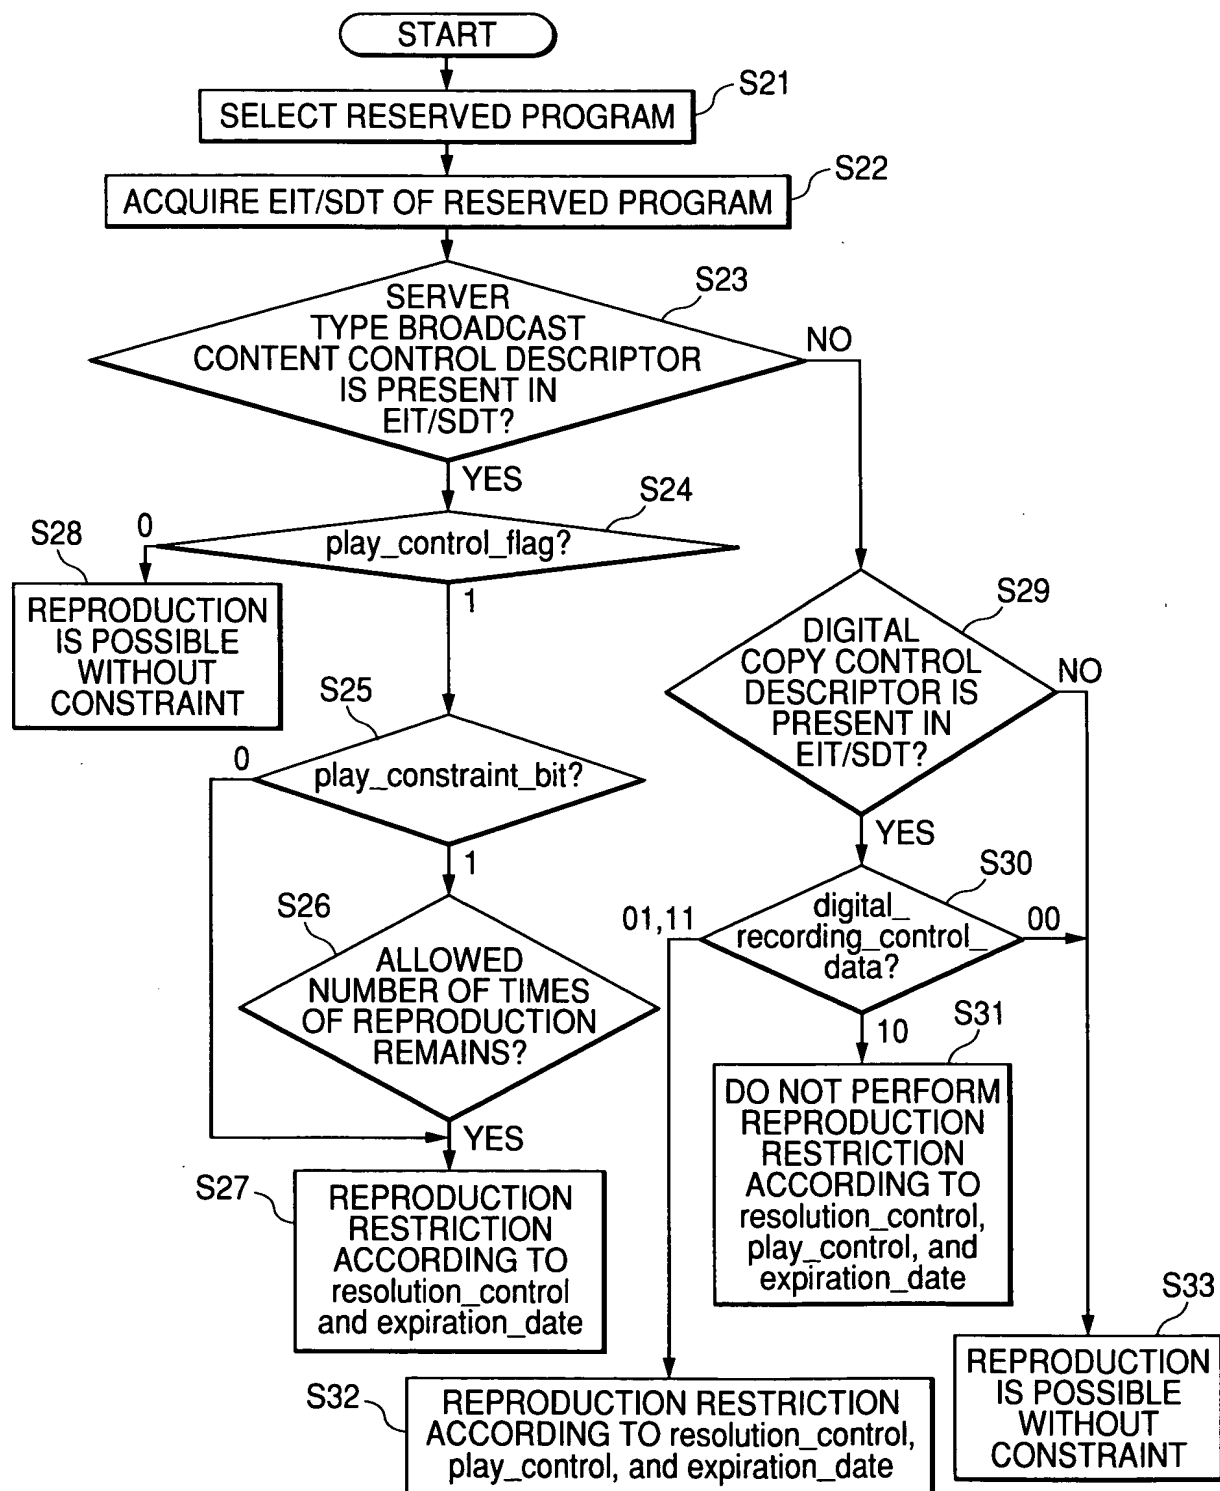 START
S21
SELECT RESERVED PROGRAM
S22
ACQUIRE EIT/SDT OF RESERVED PROGRAM
S23
SERVER
TYPE BROADCAST
CONTENT CONTROL DESCRIPTOR
IS PRESENT IN
EIT/SDT?
NO
YES
S24
play_control_flag?
0
1
S28
REPRODUCTION
IS POSSIBLE
WITHOUT
CONSTRAINT
S25
play_constraint_bit?
0
1
S26
ALLOWED
NUMBER OF TIMES
OF REPRODUCTION
REMAINS?
YES
S27
REPRODUCTION
RESTRICTION
ACCORDING TO
resolution_control
and expiration_date
S29
DIGITAL
COPY CONTROL
DESCRIPTOR IS
PRESENT IN
EIT/SDT?
NO
YES
S30
digital_
recording_control_
data?
01,11
00
10
S31
DO NOT PERFORM
REPRODUCTION
RESTRICTION
ACCORDING TO
resolution_control,
play_control, and
expiration_date
S32
REPRODUCTION RESTRICTION
ACCORDING TO resolution_control,
play_control, and expiration_date
S33
REPRODUCTION
IS POSSIBLE
WITHOUT
CONSTRAINT